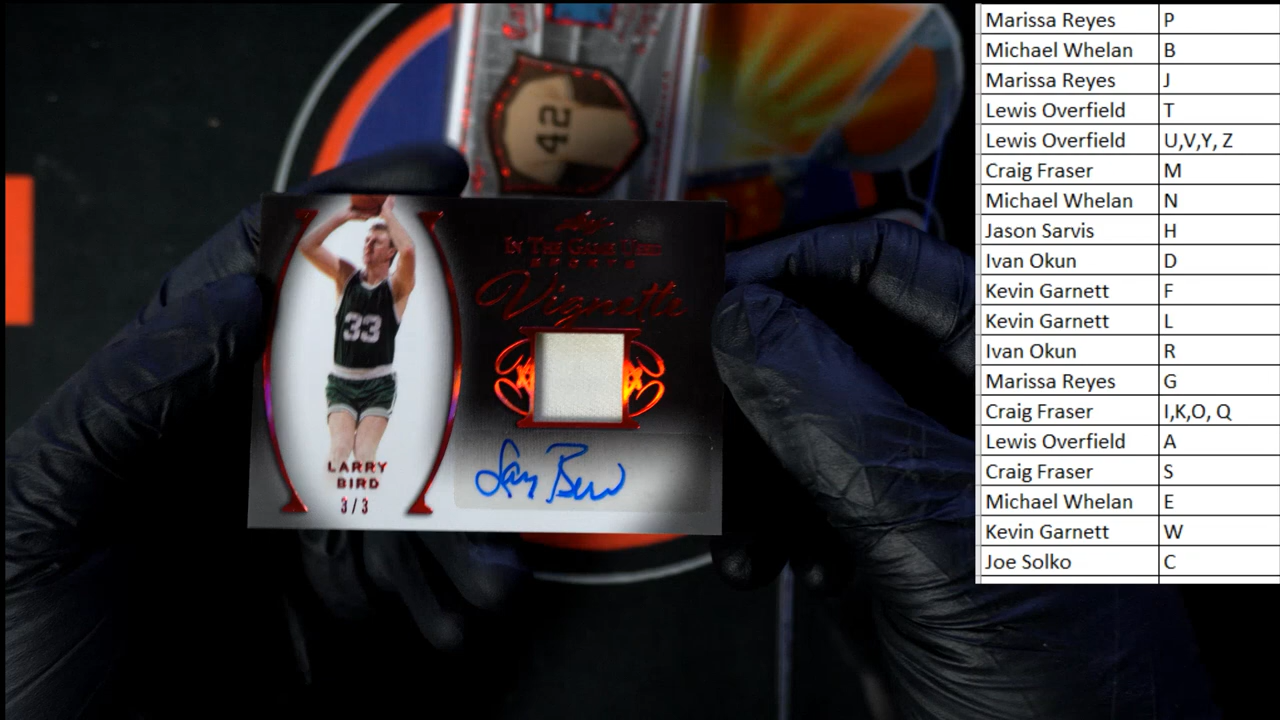 42
33
IN THE GAME USED
SPORTS
Vignette
LARRY
BIRD
3/3
Larry Bird
Marissa Reyes P
Michael Whelan B
Marissa Reyes J
Lewis Overfield T
Lewis Overfield U,V,Y, Z
Craig Fraser M
Michael Whelan N
Jason Sarvis H
Ivan Okun D
Kevin Garnett F
Kevin Garnett L
Ivan Okun R
Marissa Reyes G
Craig Fraser I,K,O, Q
Lewis Overfield A
Craig Fraser S
Michael Whelan E
Kevin Garnett W
Joe Solko C